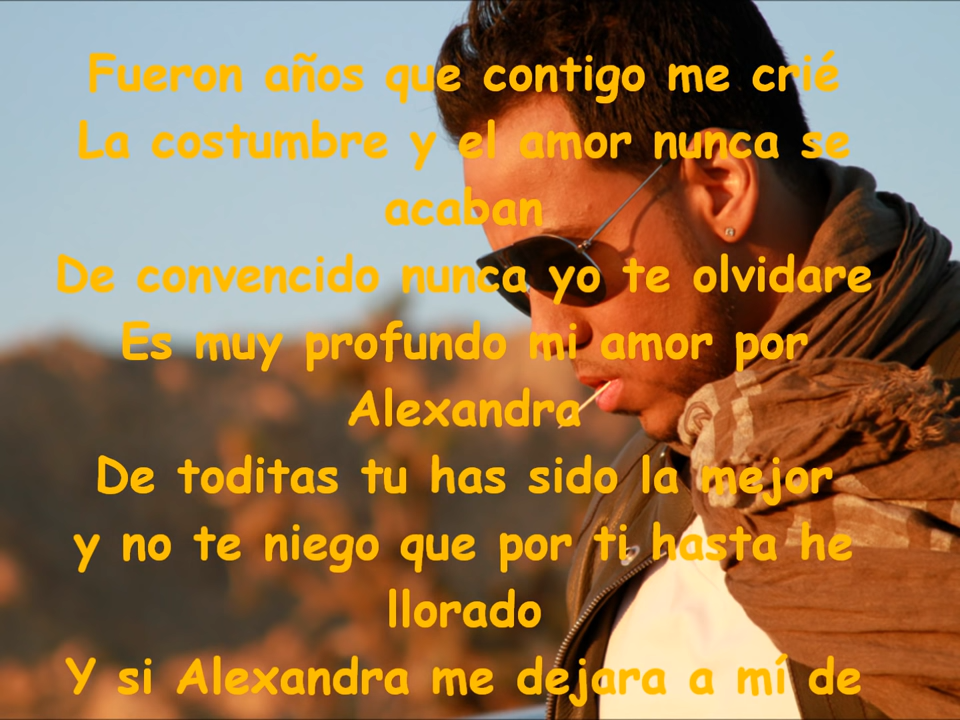 Fueron años que contigo me crié
La costumbre y el amor nunca se
acaban
De convencido nunca yo te olvidare
Es muy profundo mi amor por
Alexandra
De toditas tu has sido la mejor
y no te niego que por ti hasta he
llorado
Y si Alexandra me dejara a mí de